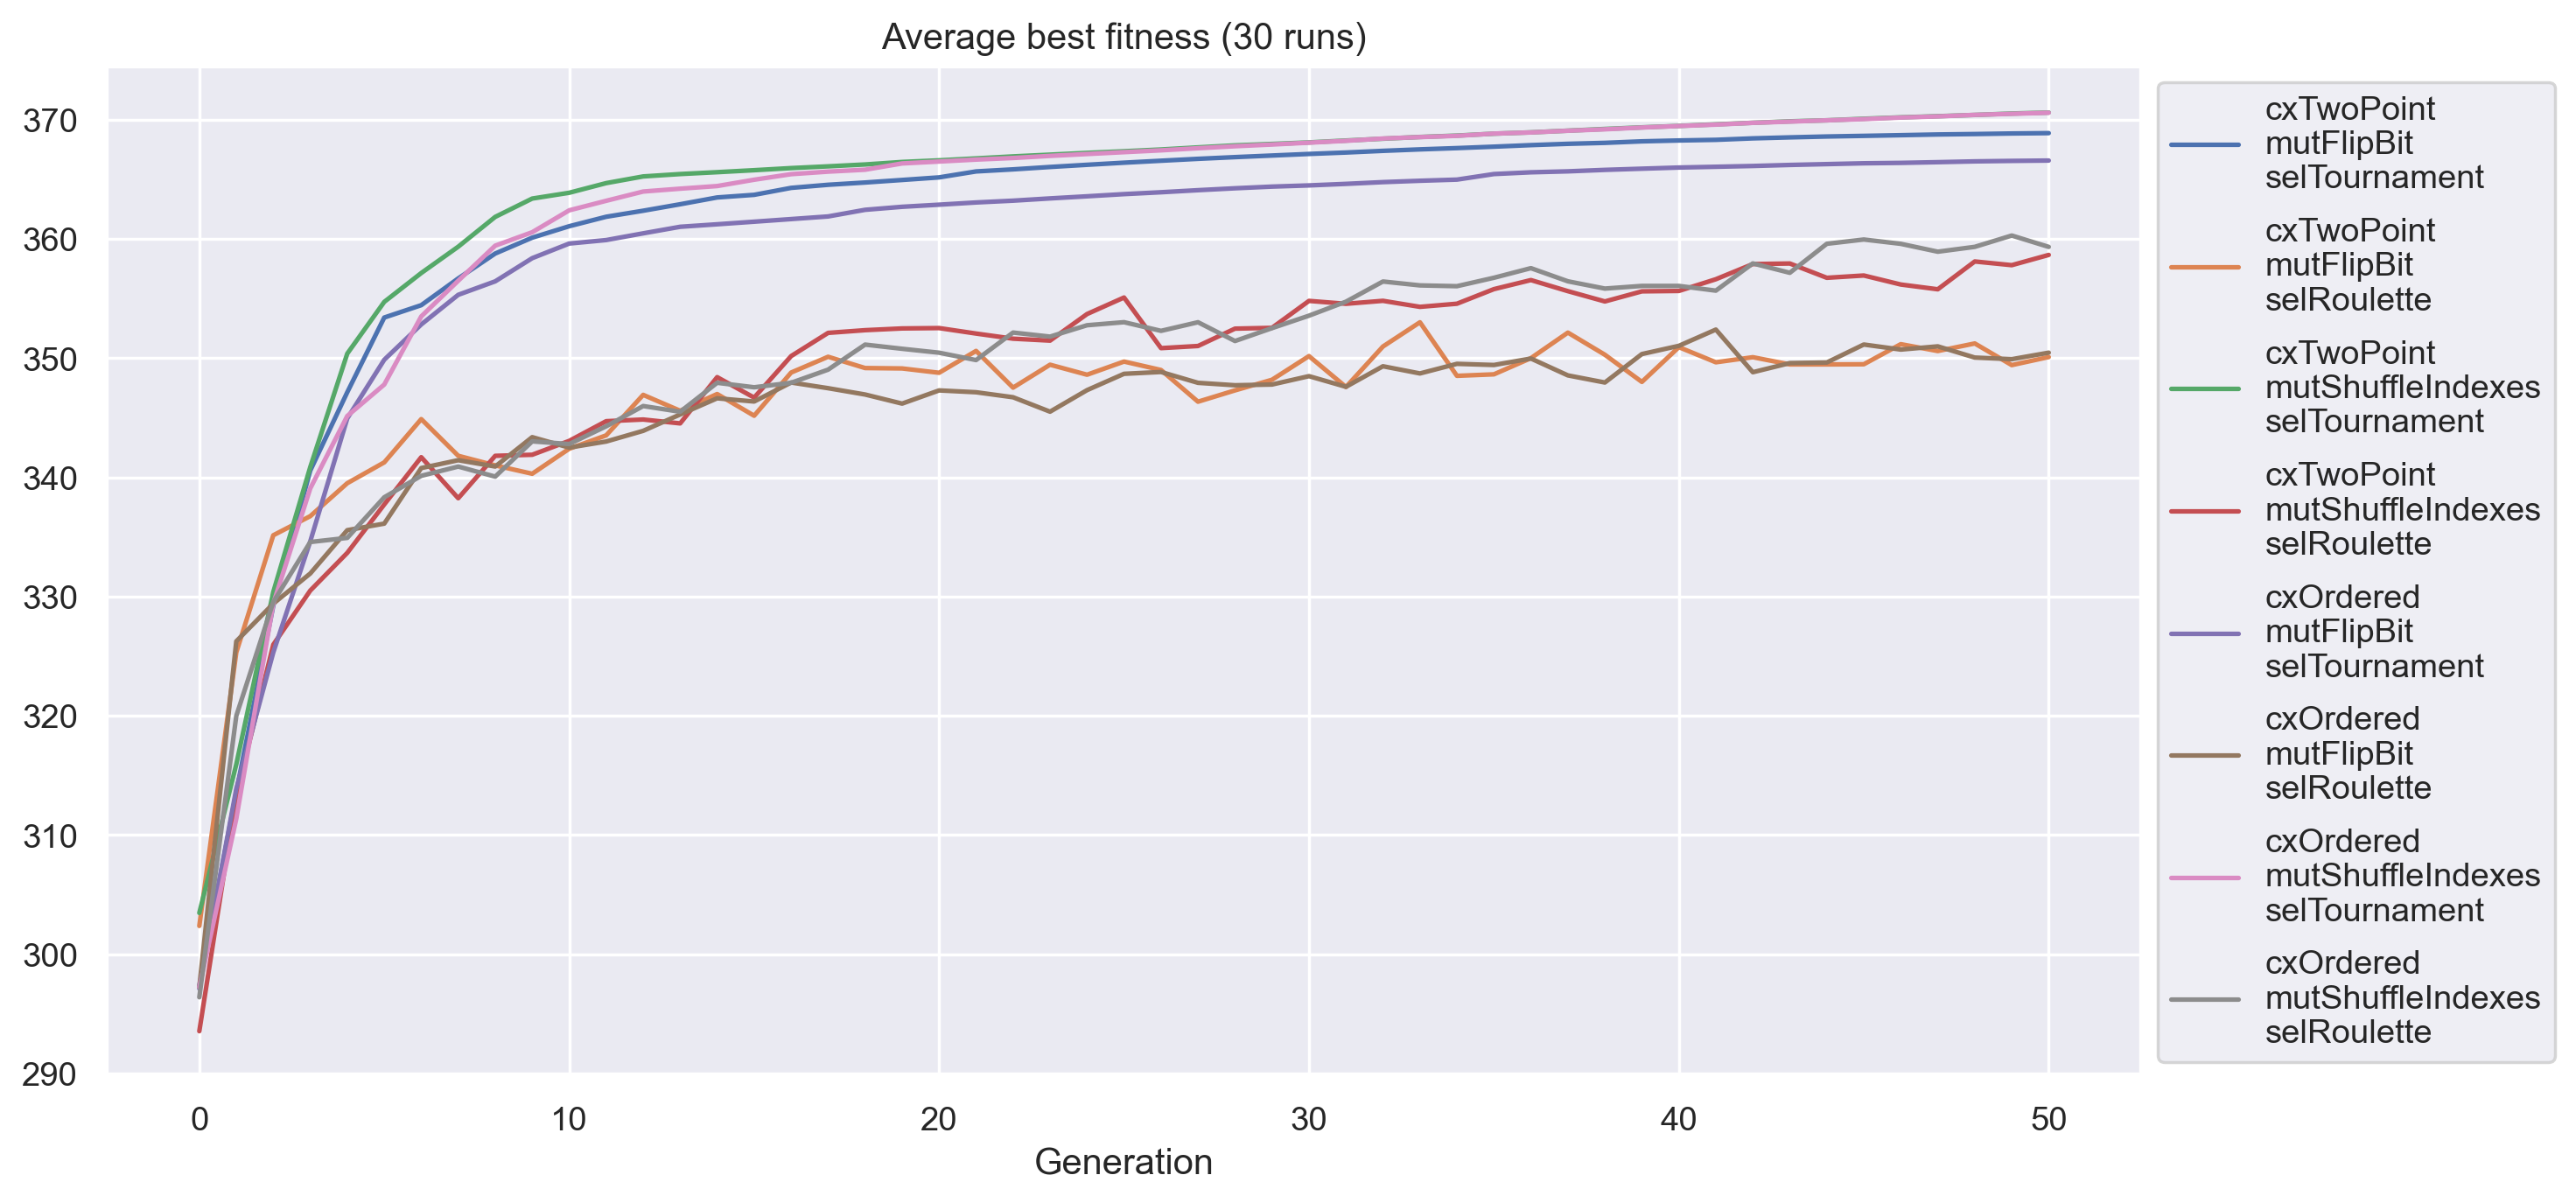 Average best fitness (30 runs)
370
360
350
340
330
320
310
300
290
0
10
20
30
40
50
Generation
cxTwoPoint
mutFlipBit
selTournament
cxTwoPoint
mutFlipBit
selRoulette
cxTwoPoint
mutShuffleIndexes
selTournament
cxTwoPoint
mutShuffleIndexes
selRoulette
cxOrdered
mutFlipBit
selTournament
cxOrdered
mutFlipBit
selRoulette
cxOrdered
mutShuffleIndexes
selTournament
cxOrdered
mutShuffleIndexes
selRoulette